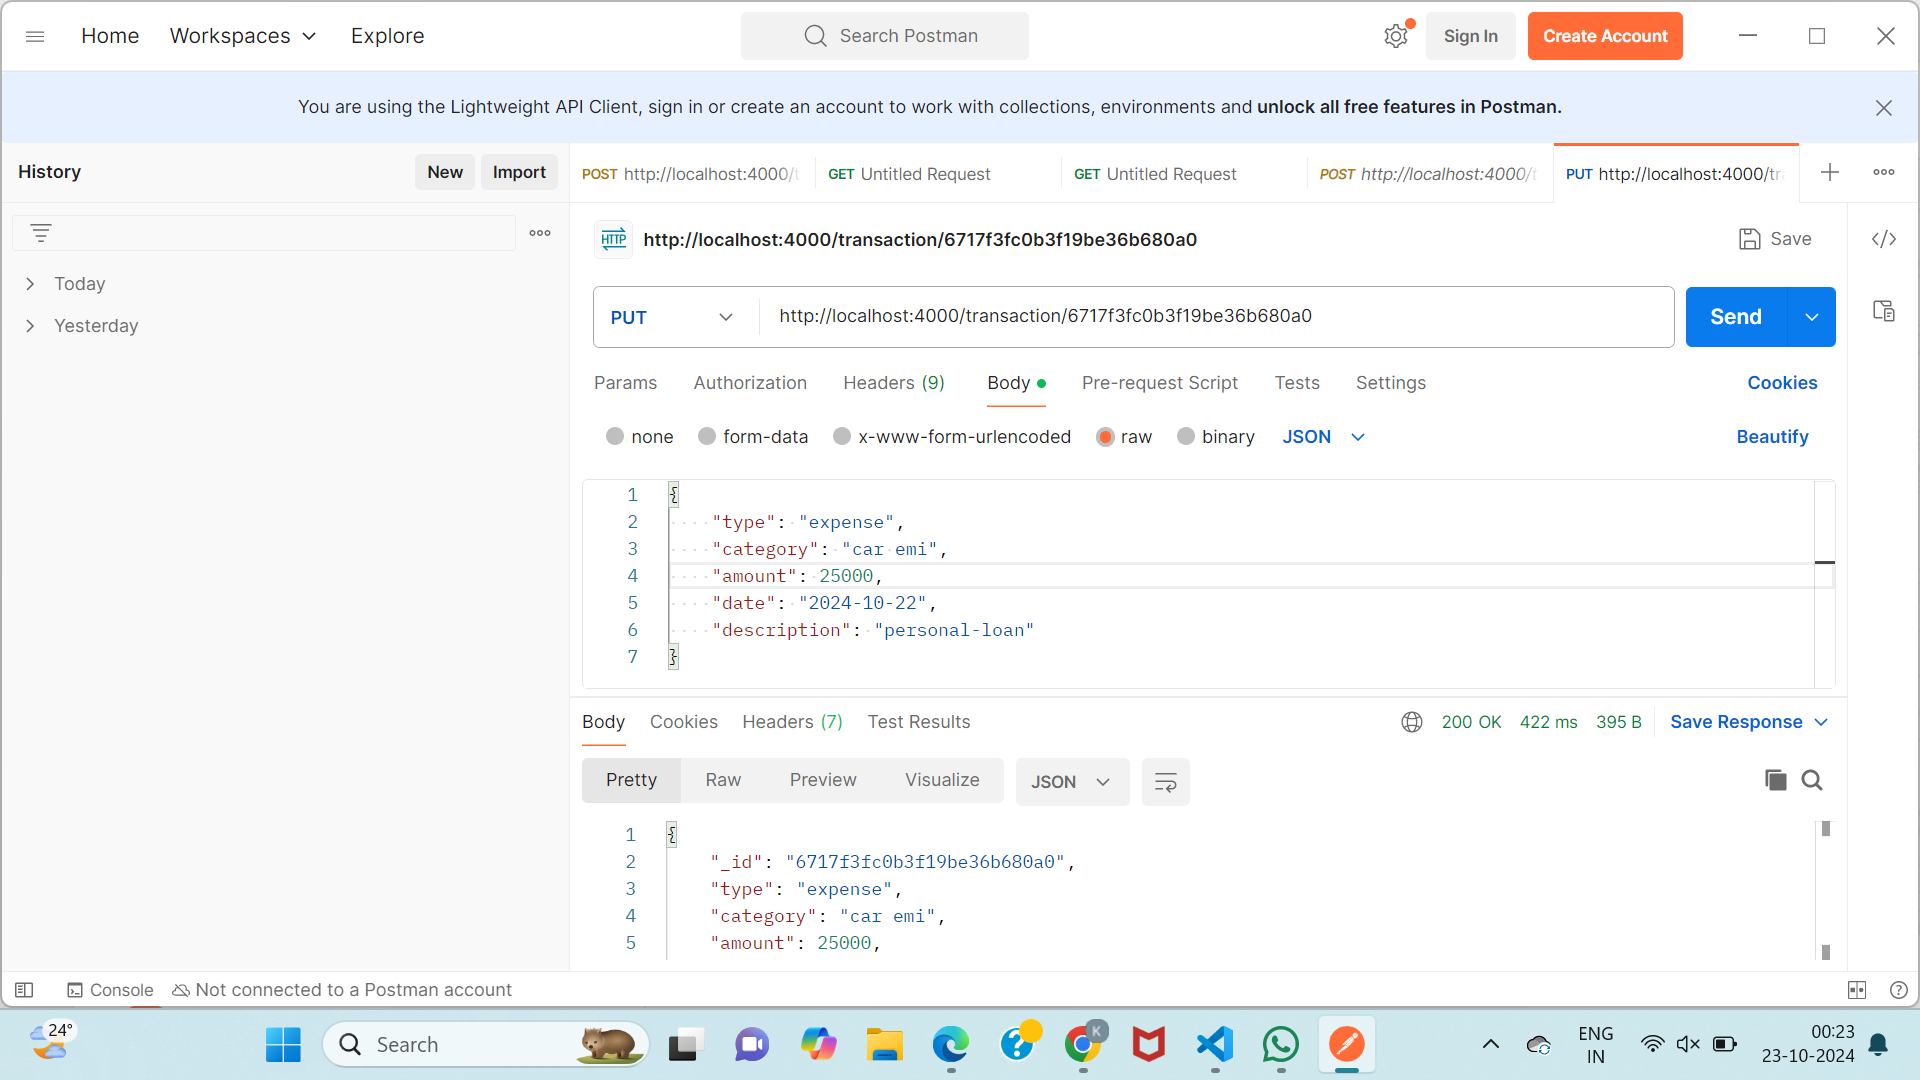 Home Workspaces Explore Search Postman Sign In Create Account
You are using the Lightweight API Client, sign in or create an account to work with collections, environments and unlock all free features in Postman.
History New Import
POST http://localhost:4000/t GET Untitled Request GET Untitled Request POST http://localhost:4000/t PUT http://localhost:4000/tra
HTTP http://localhost:4000/transaction/6717f3fc0b3f19be36b680a0 Save
Today
Yesterday
PUT http://localhost:4000/transaction/6717f3fc0b3f19be36b680a0 Send
Params Authorization Headers (9) Body Pre-request Script Tests Settings Cookies
none form-data x-www-form-urlencoded raw binary JSON Beautify
1 {
2 "type": "expense",
3 "category": "car emi",
4 "amount": 25000,
5 "date": "2024-10-22",
6 "description": "personal-loan"
7 }
Body Cookies Headers (7) Test Results 200 OK 422 ms 395 B Save Response
Pretty Raw Preview Visualize JSON
1 {
2 "_id": "6717f3fc0b3f19be36b680a0",
3 "type": "expense",
4 "category": "car emi",
5 "amount": 25000,
Console Not connected to a Postman account
24° Search K ENG IN 00:23 23-10-2024